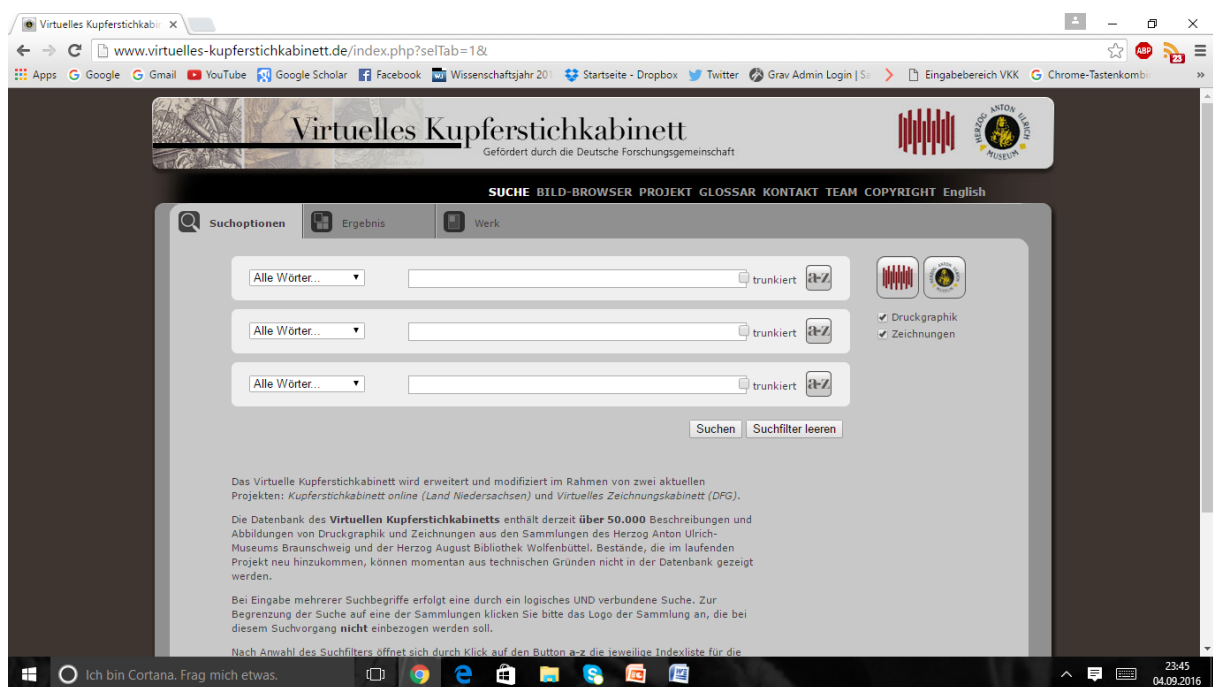 Virtuelles Kupferstichkabin
www.virtuelles-kupferstichkabinett.de/index.php?selTab=1&
ABP
23
Apps Google Gmail YouTube Google Scholar Facebook Wissenschaftsjahr 201 Startseite - Dropbox Twitter Grav Admin Login | Sa Eingabebereich VKK Chrome-Tastenkombi »
Virtuelles Kupferstichkabinett
Gefördert durch die Deutsche Forschungsgemeinschaft
HERZOG ANTON ULRICH MUSEUM
SUCHE BILD-BROWSER PROJEKT GLOSSAR KONTAKT TEAM COPYRIGHT English
Suchoptionen Ergebnis Werk
Alle Wörter... trunkiert a-z
Alle Wörter... trunkiert a-z
Alle Wörter... trunkiert a-z
Druckgraphik
Zeichnungen
Suchen Suchfilter leeren
Das Virtuelle Kupferstichkabinett wird erweitert und modifiziert im Rahmen von zwei aktuellen
Projekten: Kupferstichkabinett online (Land Niedersachsen) und Virtuelles Zeichnungskabinett (DFG).
Die Datenbank des Virtuellen Kupferstichkabinetts enthält derzeit über 50.000 Beschreibungen und
Abbildungen von Druckgraphik und Zeichnungen aus den Sammlungen des Herzog Anton Ulrich-
Museums Braunschweig und der Herzog August Bibliothek Wolfenbüttel. Bestände, die im laufenden
Projekt neu hinzukommen, können momentan aus technischen Gründen nicht in der Datenbank gezeigt
werden.
Bei Eingabe mehrerer Suchbegriffe erfolgt eine durch ein logisches UND verbundene Suche. Zur
Begrenzung der Suche auf eine der Sammlungen klicken Sie bitte das Logo der Sammlung an, die bei
diesem Suchvorgang nicht einbezogen werden soll.
Nach Anwahl des Suchfilters öffnet sich durch Klick auf den Button a-z die jeweilige Indexliste für die
Ich bin Cortana. Frag mich etwas.
23:45
04.09.2016